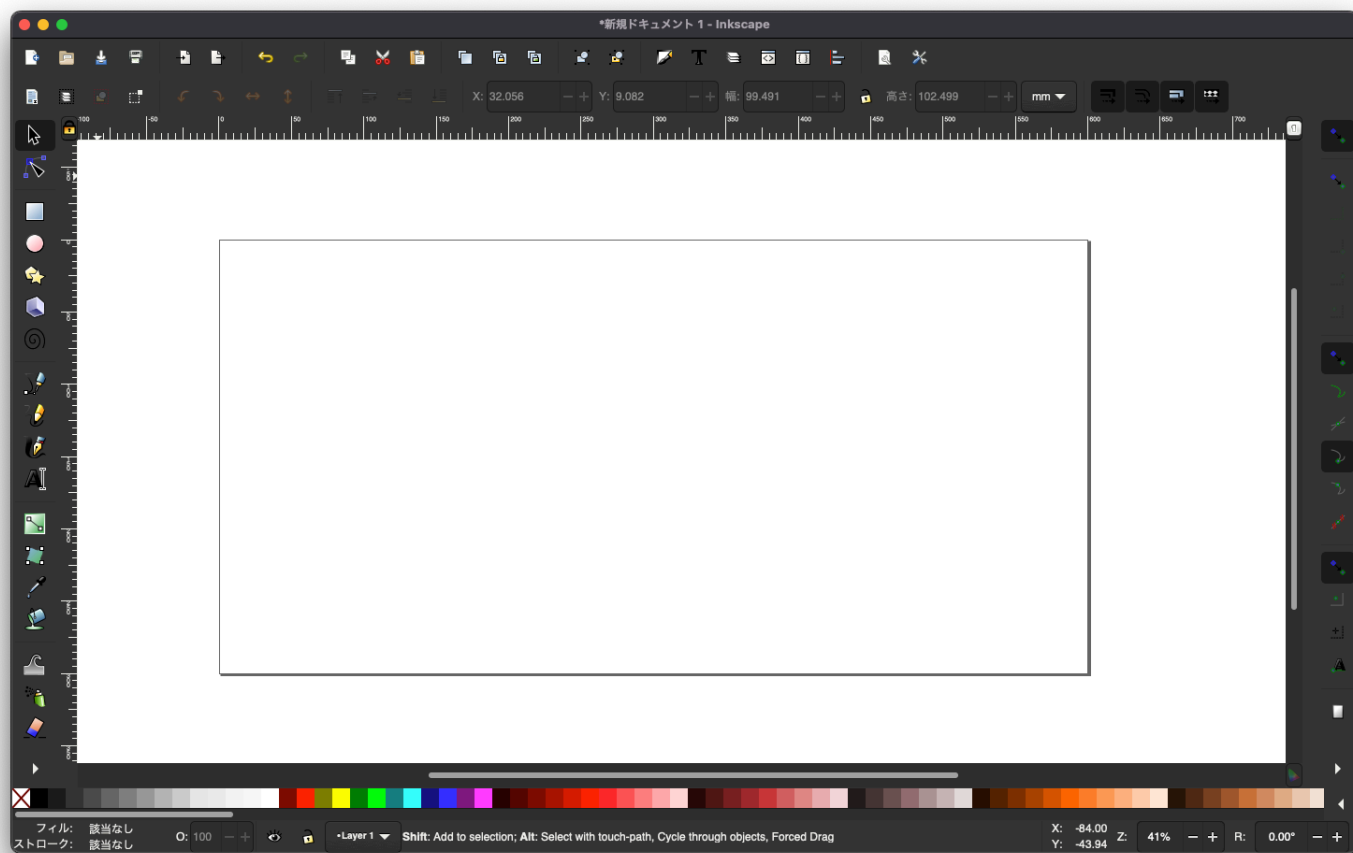 *新規ドキュメント 1 - Inkscape
X: 32.056 Y: 9.082 幅: 99.491 高さ: 102.499 mm
-50 0 50 100 150 200 250 300 350 400 450 500 550 600 650 700
フィル: 該当なし
ストローク: 該当なし
O: 100
•Layer 1
Shift: Add to selection; Alt: Select with touch-path, Cycle through objects, Forced Drag
X: -84.00
Y: -43.94
Z: 41%
R: 0.00°